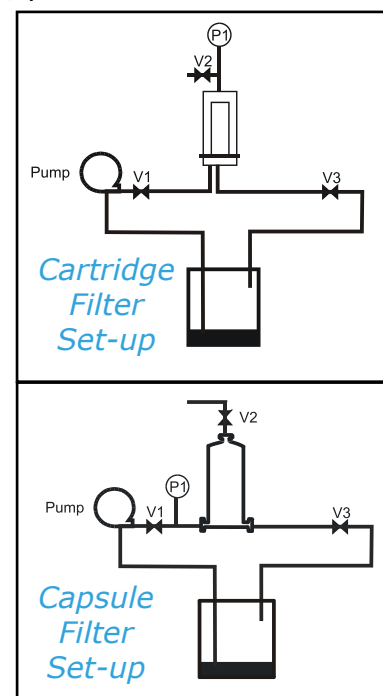 P1
V2
Pump
V1
V3
Cartridge
Filter
Set-up
V2
P1
Pump
V1
V3
Capsule
Filter
Set-up